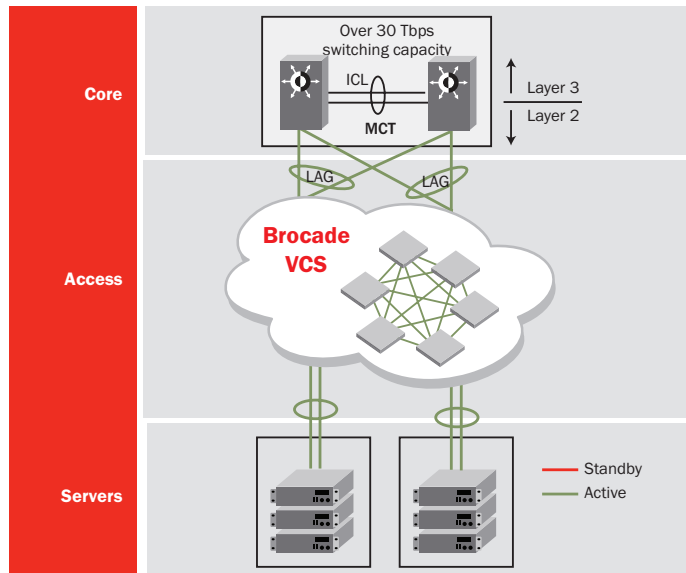 Core
Over 30 Tbps
switching capacity
ICL
MCT
Layer 3
Layer 2
LAG
LAG
Access
Brocade
VCS
Servers
Standby
Active